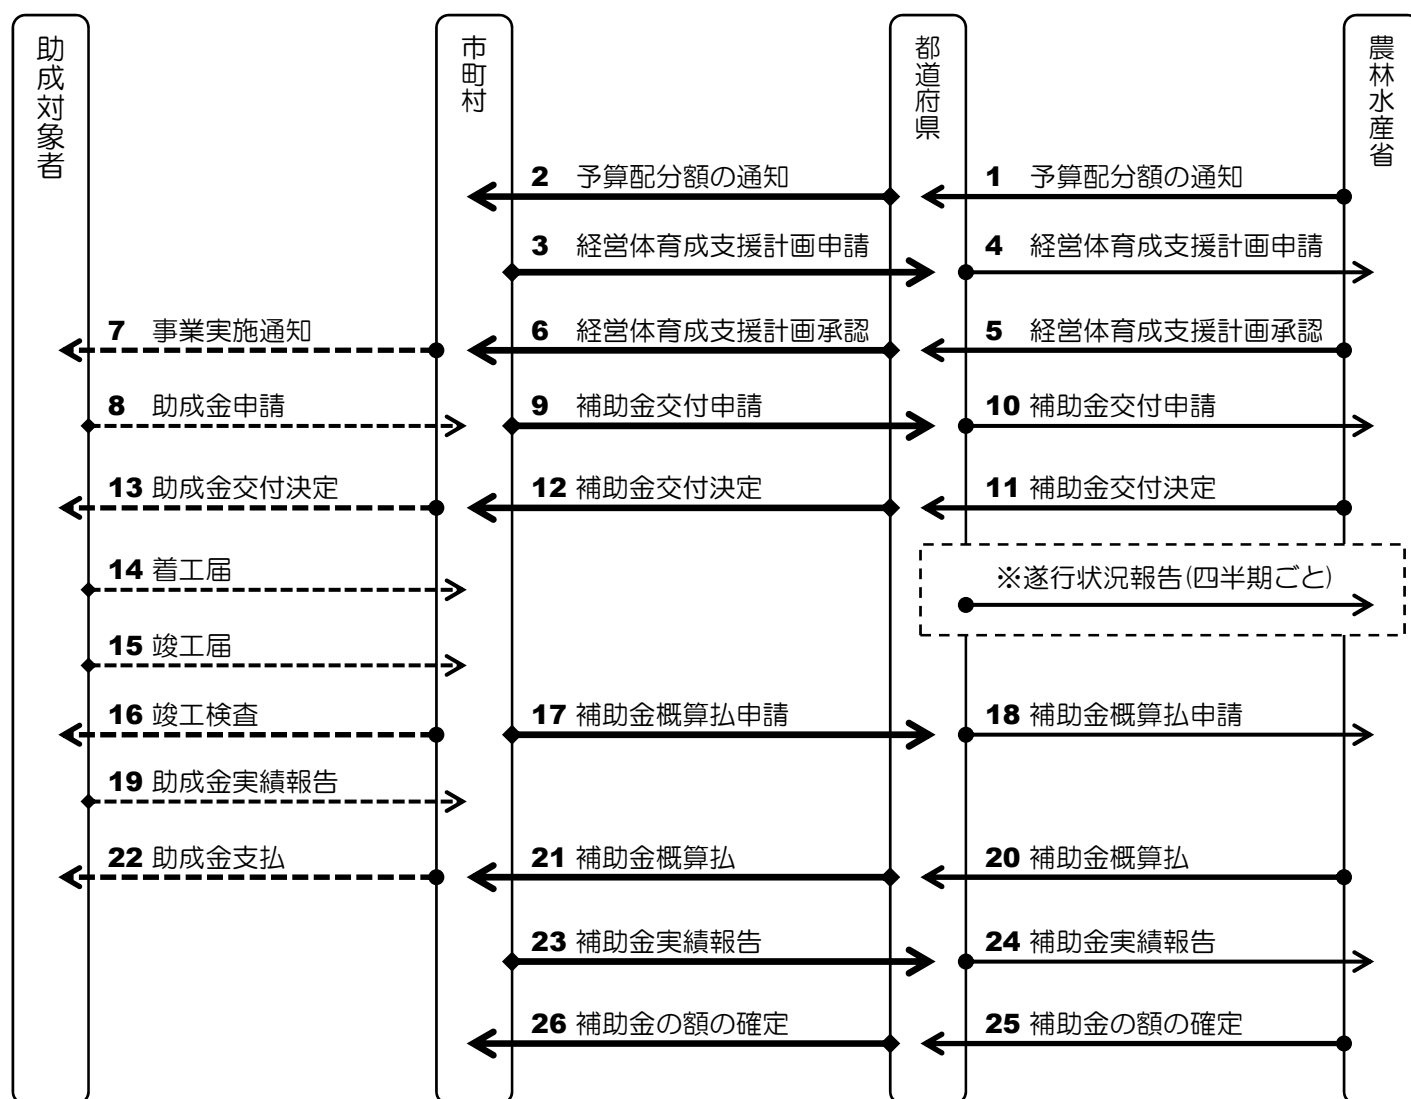 助成対象者
市町村
都道府県
農林水産省
2 予算配分額の通知
1 予算配分額の通知
3 経営体育成支援計画申請
4 経営体育成支援計画申請
7 事業実施通知
6 経営体育成支援計画承認
5 経営体育成支援計画承認
8 助成金申請
9 補助金交付申請
10 補助金交付申請
13 助成金交付決定
12 補助金交付決定
11 補助金交付決定
14 着工届
※遂行状況報告(四半期ごと)
15 竣工届
16 竣工検査
17 補助金概算払申請
18 補助金概算払申請
19 助成金実績報告
22 助成金支払
21 補助金概算払
20 補助金概算払
23 補助金実績報告
24 補助金実績報告
26 補助金の額の確定
25 補助金の額の確定